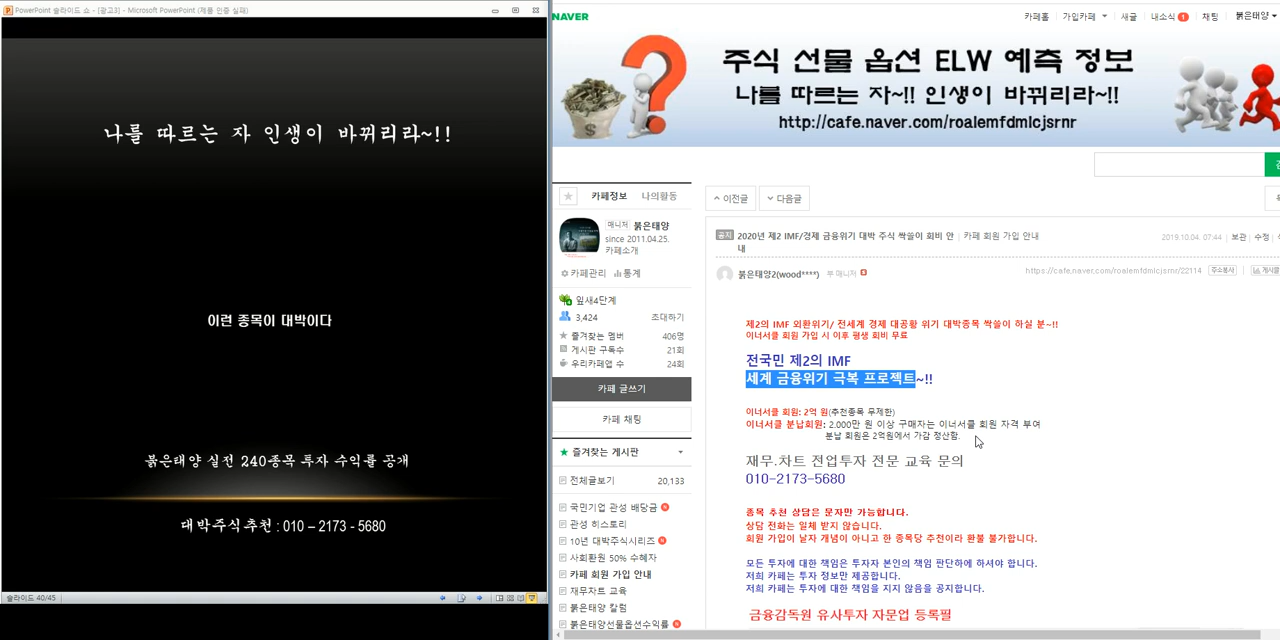 PowerPoint 슬라이드 쇼 - [광고3] - Microsoft PowerPoint (제품 인증 실패)
나를 따르는 자 인생이 바뀌리라~!!
이런 종목이 대박이다
붉은태양 실전 240종목 투자 수익률 공개
대박주식추천 : 010 – 2173 - 5680
슬라이드 40/45
NAVER
카페홈 가입카페 새글 내소식 1 채팅 붉은태양
주식 선물 옵션 ELW 예측 정보
나를 따르는 자~!! 인생이 바뀌리라~!!
http://cafe.naver.com/roalemfdmlcjsrnr
카페정보 나의활동
매니저 붉은태양
since 2011.04.25.
카페소개
카페관리 통계
잎새4단계
3,424 초대하기
즐겨찾는 멤버 406명
게시판 구독수 21회
우리카페앱 수 24회
카페 글쓰기
카페 채팅
즐겨찾는 게시판
전체글보기 20,133
국민기업 관성 배당금 N
관성 히스토리
10년 대박주식시리즈 N
사회환원 50% 수혜자
카페 회원 가입 안내
재무차트 교육
붉은태양 칼럼
붉은태양선물옵션수익률 N
이전글 다음글
공지 2020년 제2 IMF/경제 금융위기 대박 주식 싹쓸이 회비 안내 | 카페 회원 가입 안내
2019.10.04. 07:44 | 보관 | 수정
붉은태양2(wood****) 부매니저
https://cafe.naver.com/roalemfdmlcjsrnr/22114 주소복사
제2의 IMF 외환위기/ 전세계 경제 대공황 위기 대박종목 싹쓸이 하실 분~!!
이너서클 회원 가입 시 이후 평생 회비 무료
전국민 제2의 IMF
세계 금융위기 극복 프로젝트~!!
이너서클 회원: 2억 원(추천종목 무제한)
이너서클 분납회원: 2.000만 원 이상 구매자는 이너서클 회원 자격 부여
분납 회원은 2억원에서 가감 정산함.
재무.차트 전업투자 전문 교육 문의
010-2173-5680
종목 추천 상담은 문자만 가능합니다.
상담 전화는 일체 받지 않습니다.
회원 가입이 날자 개념이 아니고 한 종목당 추천이라 환불 불가합니다.
모든 투자에 대한 책임은 투자자 본인의 책임 판단하에 하셔야 합니다.
저희 카페는 투자 정보만 제공합니다.
저희 카페는 투자에 대한 책임을 지지 않음을 공지합니다.
금융감독원 유사투자 자문업 등록필